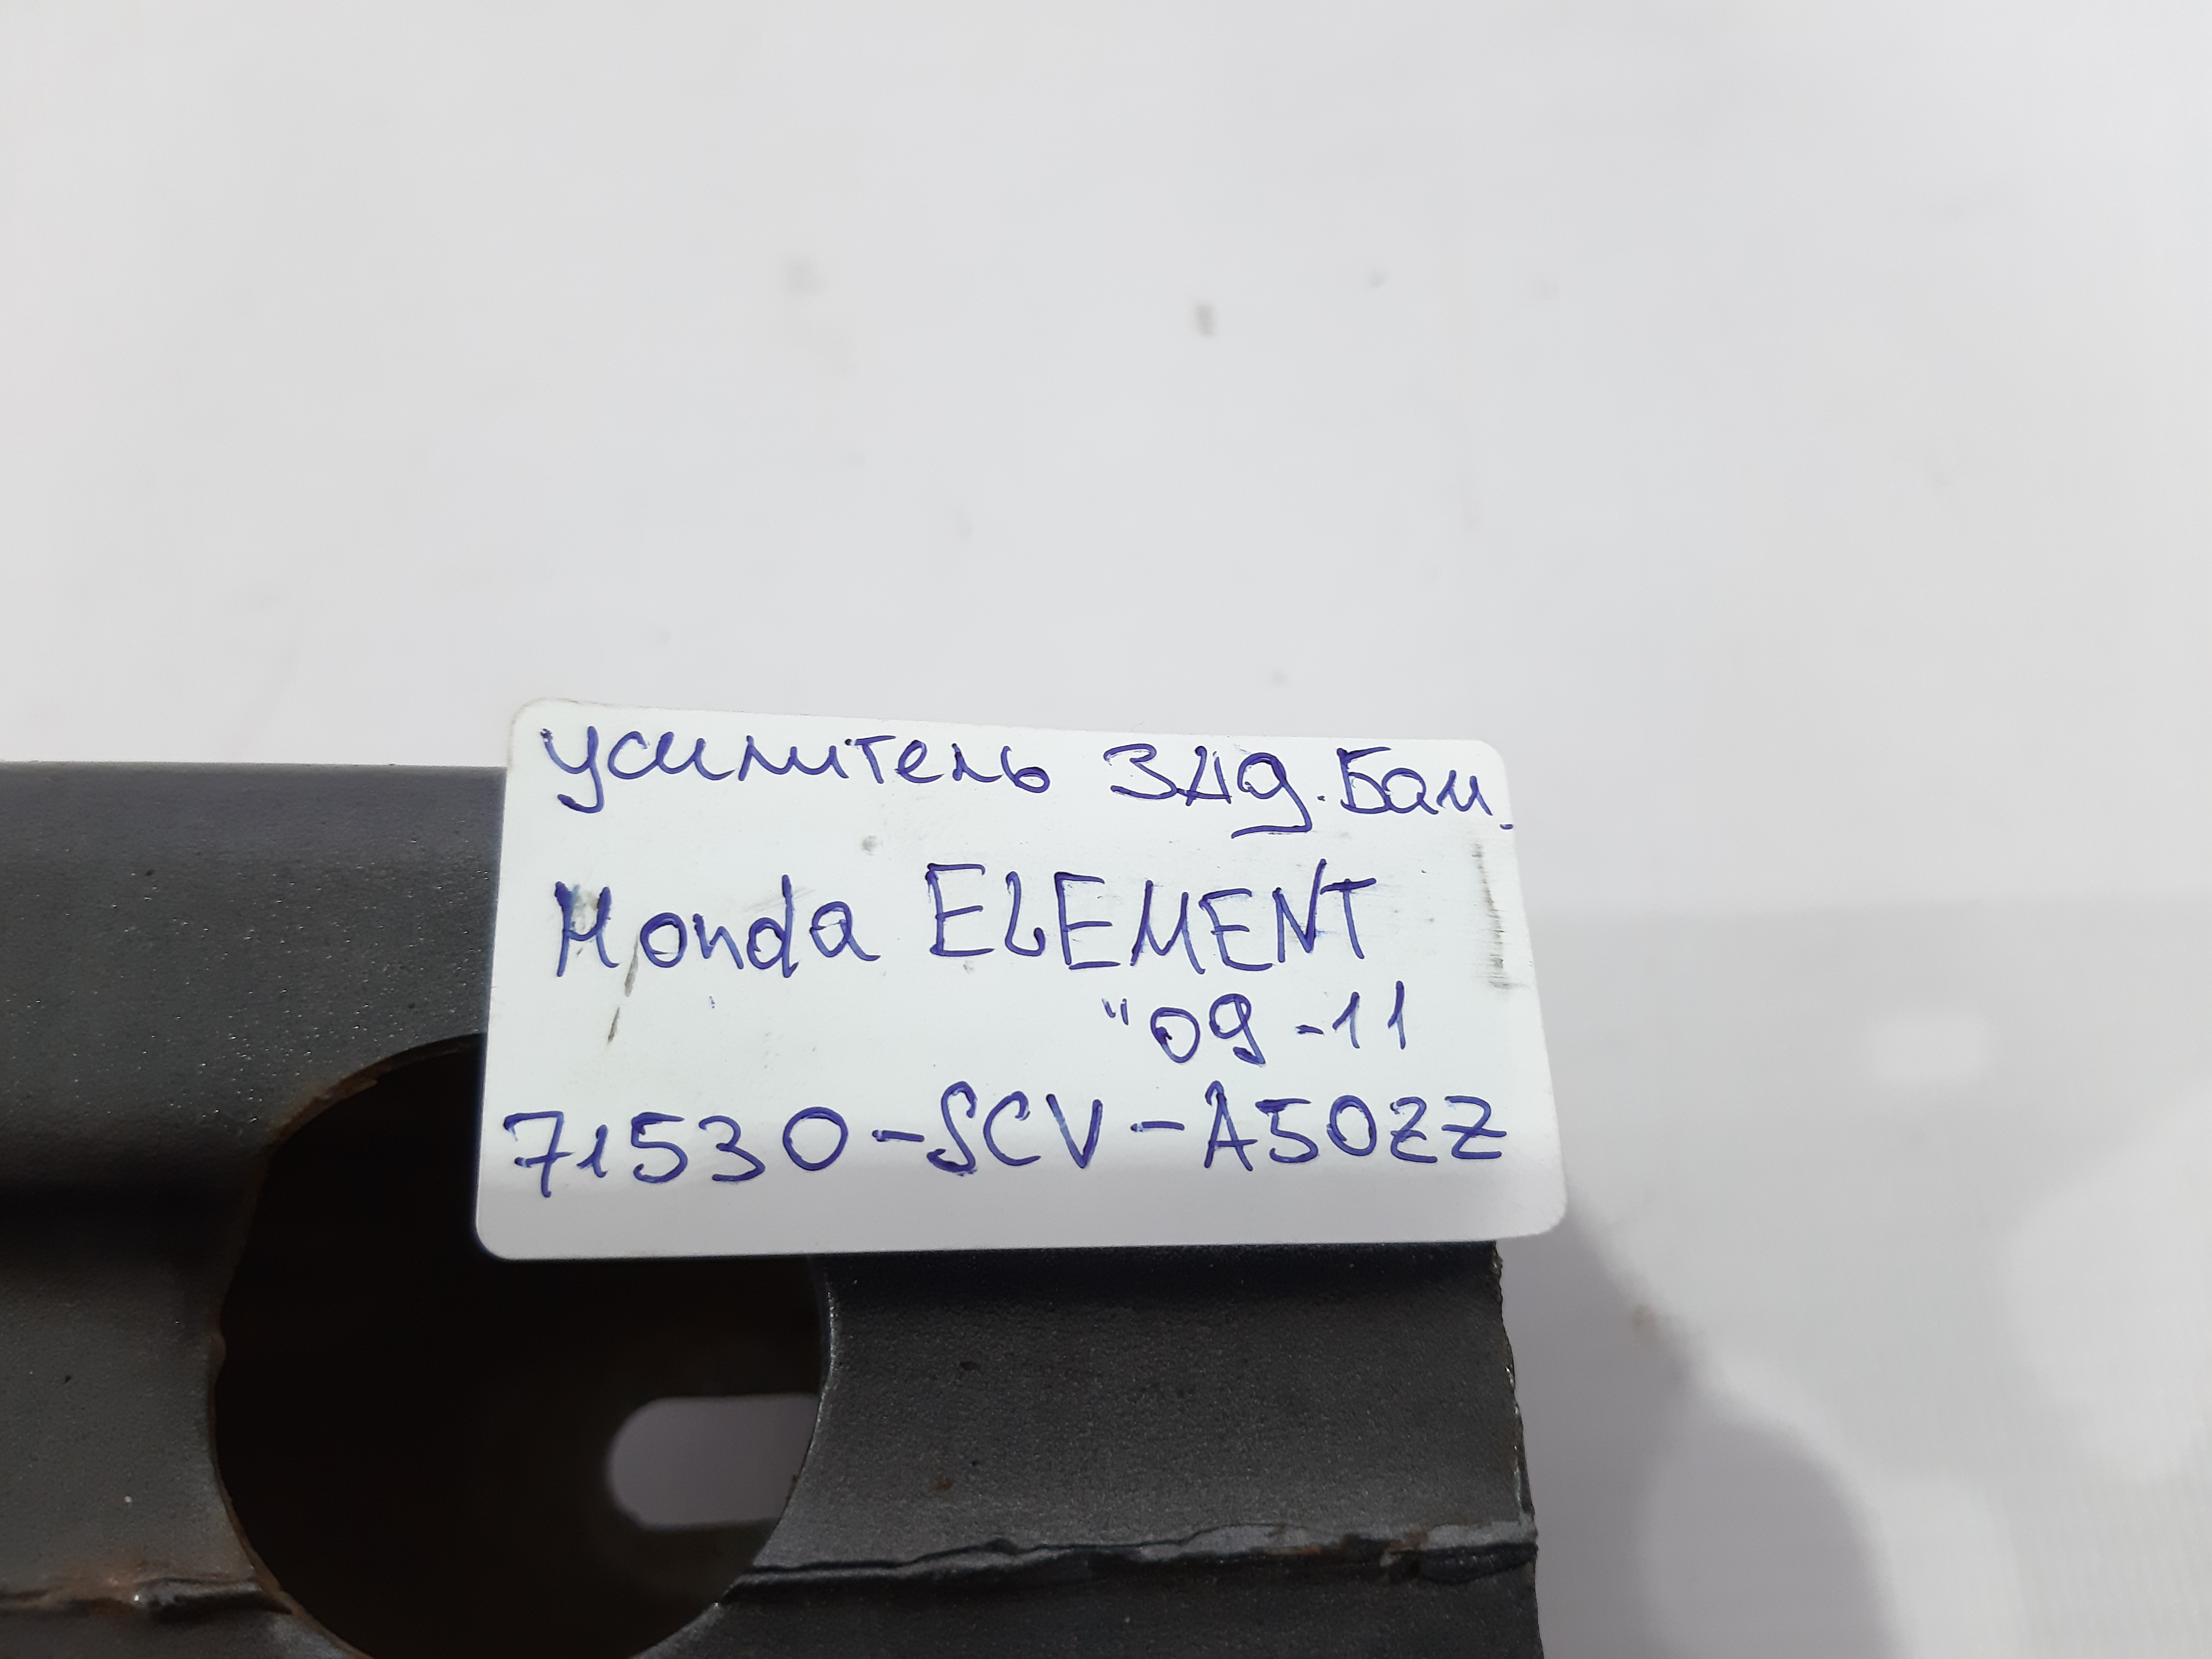 усилитель ЗАД. Бам.
Honda ELEMENT
"09-11
71530-SCV-A50ZZ